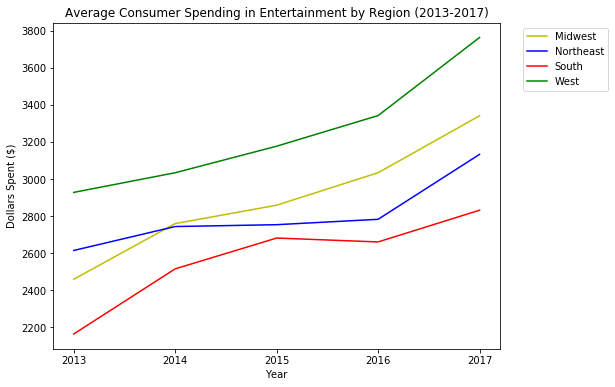 Average Consumer Spending in Entertainment by Region (2013-2017)
Midwest
Northeast
South
West
Dollars Spent ($)
3800
3600
3400
3200
3000
2800
2600
2400
2200
2013 2014 2015 2016 2017
Year